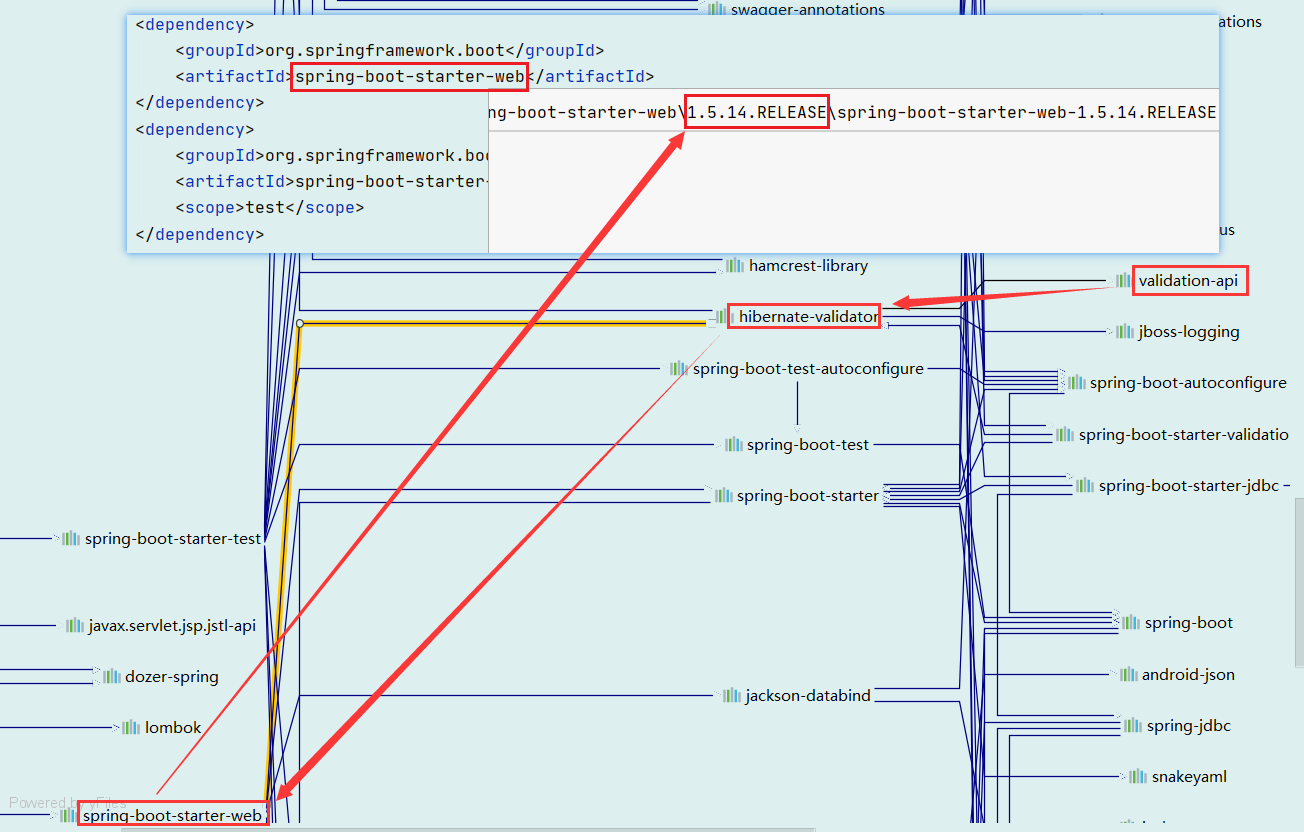 swagger-annotations
ations
<dependency>
<groupId>org.springframework.boot</groupId>
<artifactId>spring-boot-starter-web</artifactId>
</dependency>
<dependency>
<groupId>org.springframework.boo
<artifactId>spring-boot-starter-
<scope>test</scope>
</dependency>
ng-boot-starter-web\1.5.14.RELEASE\spring-boot-starter-web-1.5.14.RELEASE
us
hamcrest-library
validation-api
hibernate-validator
jboss-logging
spring-boot-test-autoconfigure
spring-boot-autoconfigure
spring-boot-test
spring-boot-starter-validatio
spring-boot-starter
spring-boot-starter-jdbc
spring-boot-starter-test
javax.servlet.jsp.jstl-api
spring-boot
dozer-spring
android-json
jackson-databind
lombok
spring-jdbc
snakeyaml
Powered by yFiles
spring-boot-starter-web